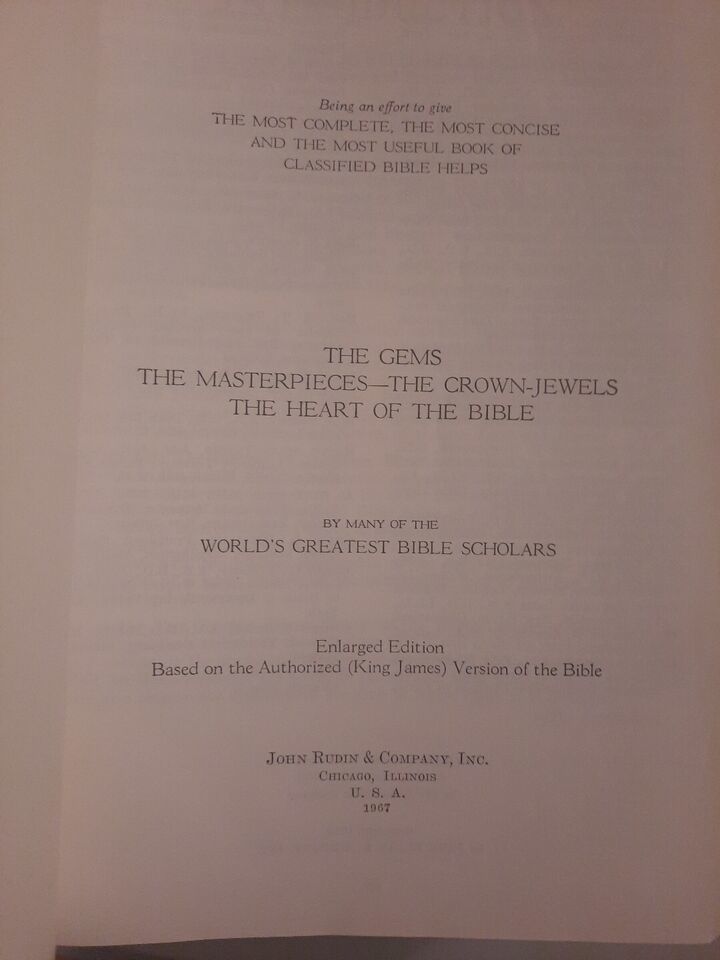 Being an effort to give
THE MOST COMPLETE, THE MOST CONCISE
AND THE MOST USEFUL BOOK OF
CLASSIFIED BIBLE HELPS
THE GEMS
THE MASTERPIECES—THE CROWN-JEWELS
THE HEART OF THE BIBLE
BY MANY OF THE
WORLD'S GREATEST BIBLE SCHOLARS
Enlarged Edition
Based on the Authorized (King James) Version of the Bible
JOHN RUDIN & COMPANY, INC.
CHICAGO, ILLINOIS
U. S. A.
1967